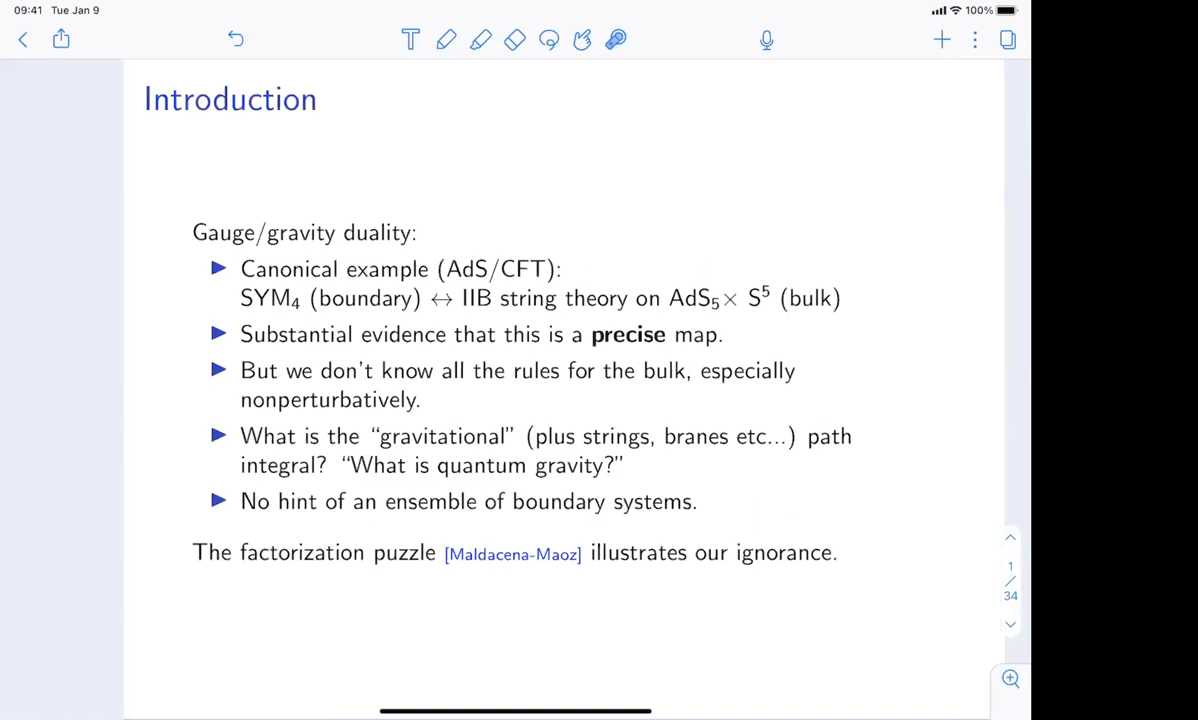 09:41 Tue Jan 9
100%
Introduction
Gauge/gravity duality:
▶ Canonical example (AdS/CFT):
SYM₄ (boundary) ↔ IIB string theory on AdS₅× S⁵ (bulk)
▶ Substantial evidence that this is a precise map.
▶ But we don't know all the rules for the bulk, especially
nonperturbatively.
▶ What is the “gravitational” (plus strings, branes etc...) path
integral? “What is quantum gravity?”
▶ No hint of an ensemble of boundary systems.
The factorization puzzle [Maldacena-Maoz] illustrates our ignorance.
1
/
34